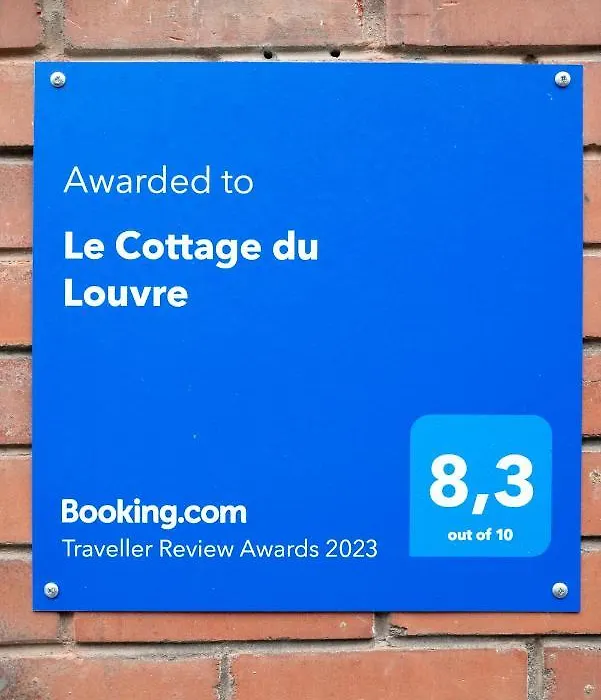 Awarded to
Le Cottage du
Louvre
8,3
out of 10
Booking.com
Traveller Review Awards 2023